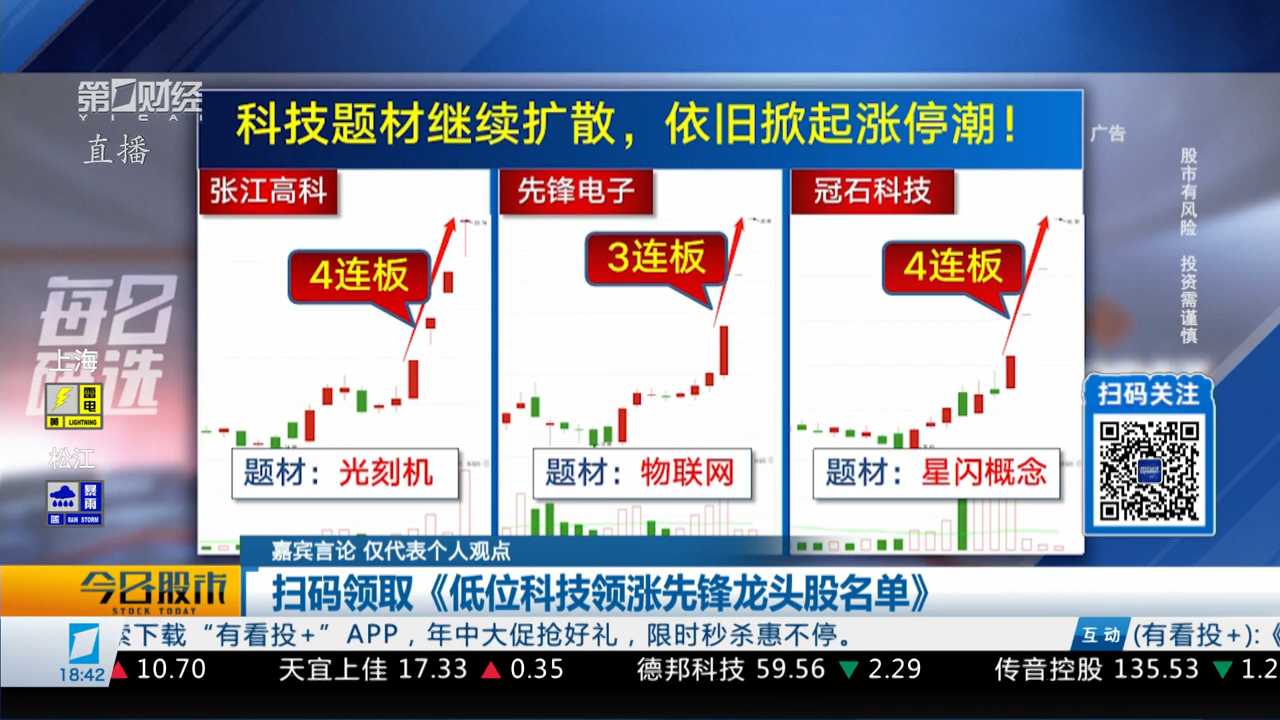 第一财经
YICAI
直播
科技题材继续扩散，依旧掀起涨停潮！
广告
股市有风险 投资需谨慎
张江高科
先锋电子
冠石科技
4连板
3连板
4连板
题材：光刻机
题材：物联网
题材：星闪概念
上海
雷电
黄 LIGHTNING
松江
暴雨
蓝 RAIN STORM
扫码关注
嘉宾言论 仅代表个人观点
今日股市
STOCK TODAY
扫码领取《低位科技领涨先锋龙头股名单》
索下载“有看投+”APP，年中大促抢好礼，限时秒杀惠不停。
互动 (有看投+):《
18:42
▲ 10.70 天宜上佳 17.33 ▲ 0.35 德邦科技 59.56 ▼ 2.29 传音控股 135.53 ▼ 1.2